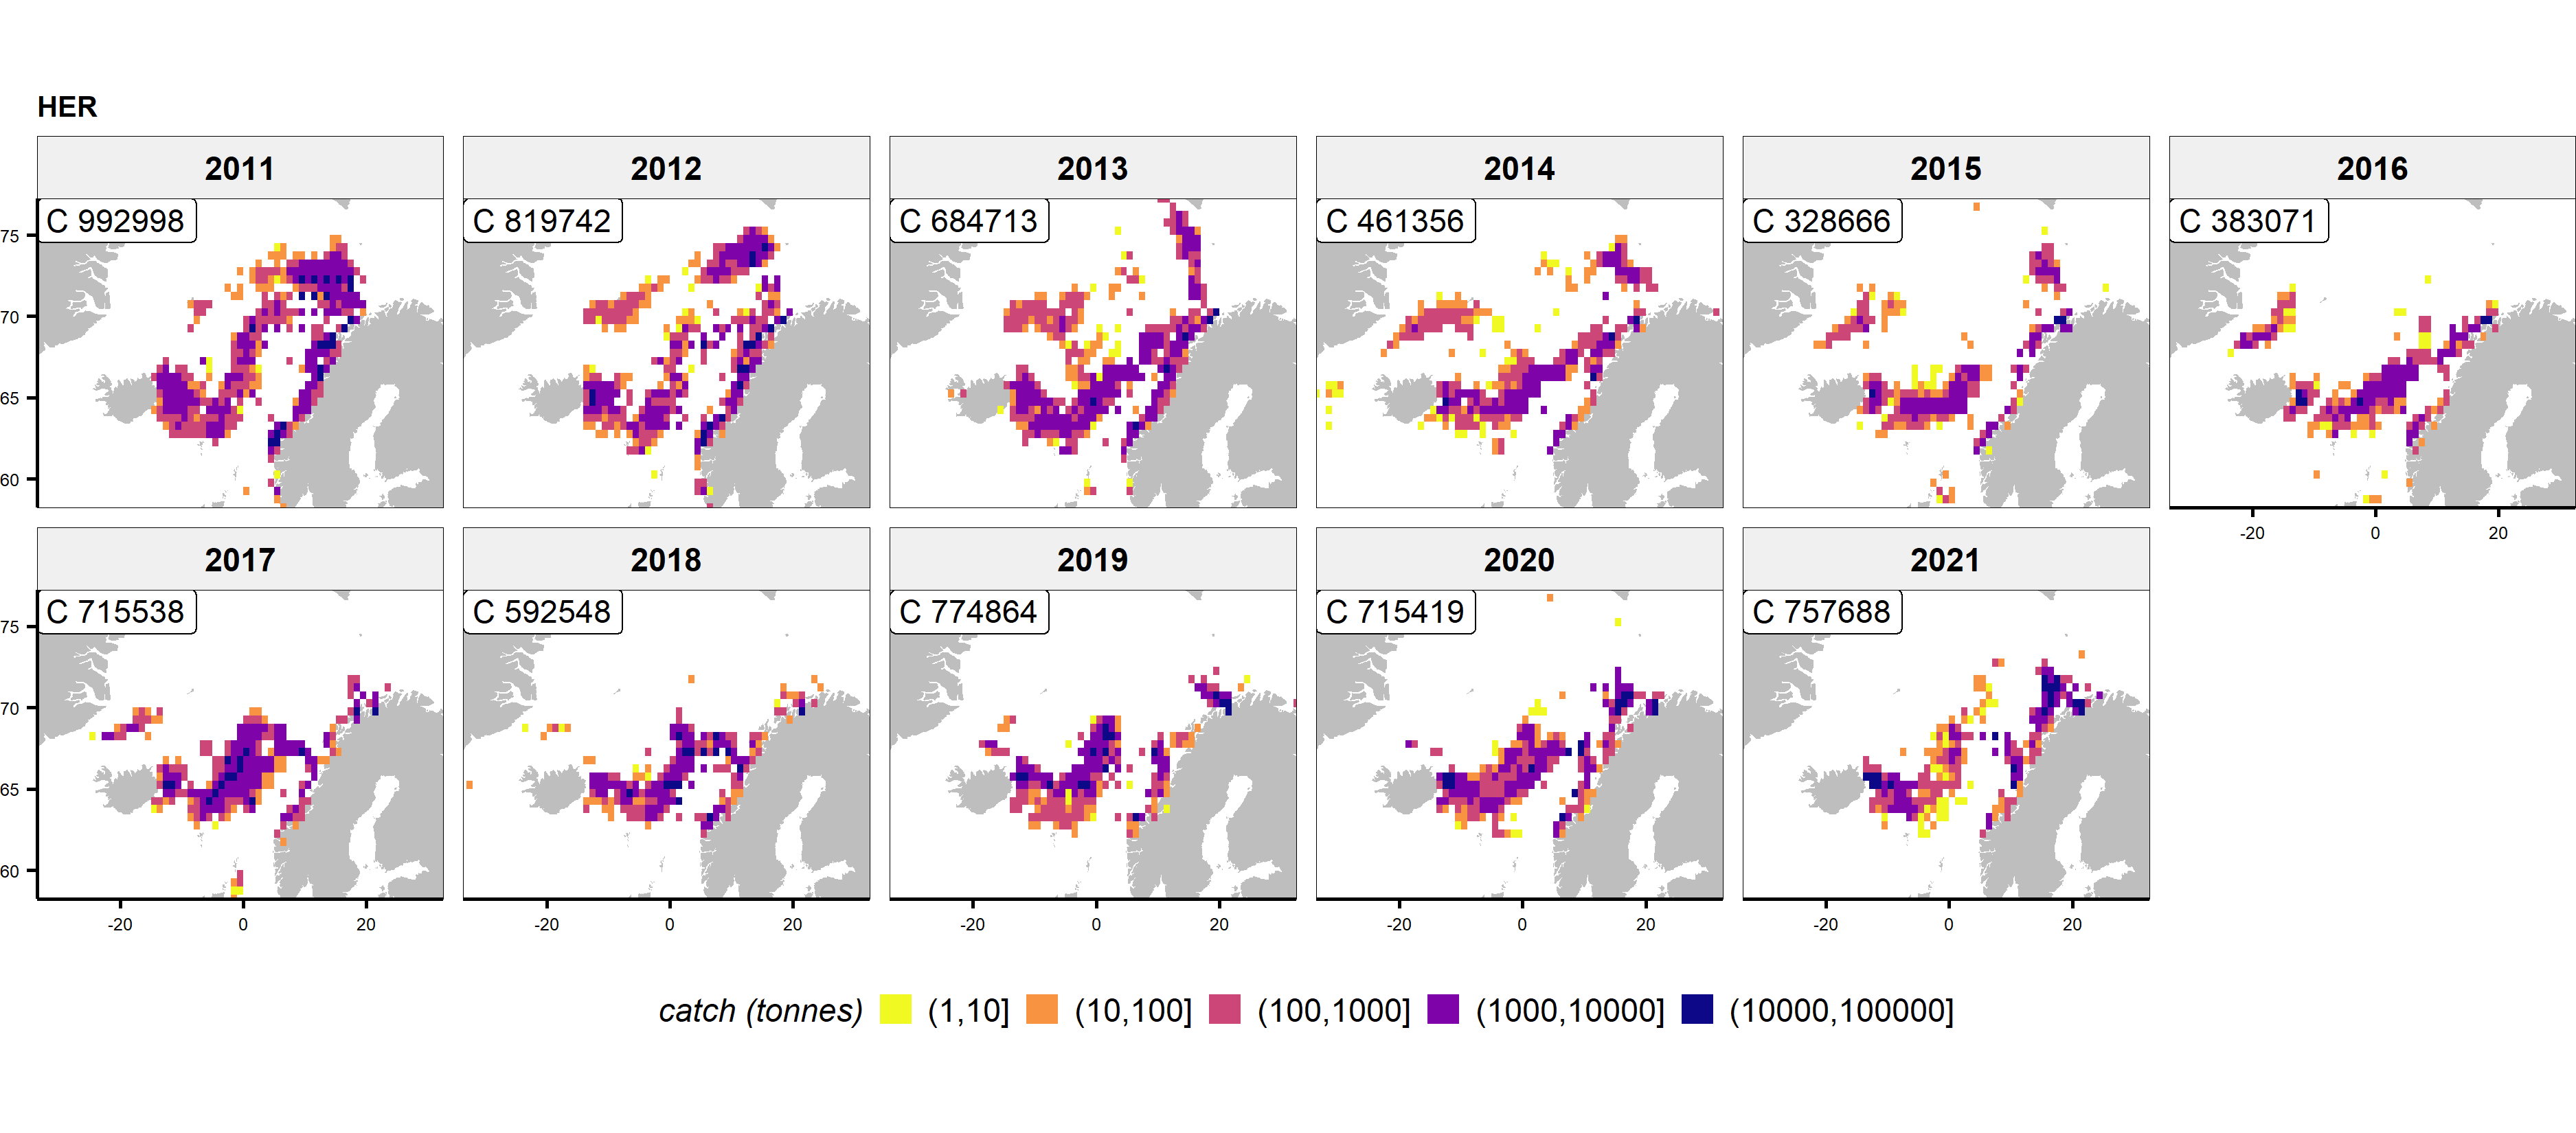 HER
2011 2012 2013 2014 2015 2016
C 992998 C 819742 C 684713 C 461356 C 328666 C 383071
75
70
65
60
-20 0 20
2017 2018 2019 2020 2021
C 715538 C 592548 C 774864 C 715419 C 757688
75
70
65
60
-20 0 20 -20 0 20 -20 0 20 -20 0 20 -20 0 20
catch (tonnes) (1,10] (10,100] (100,1000] (1000,10000] (10000,100000]